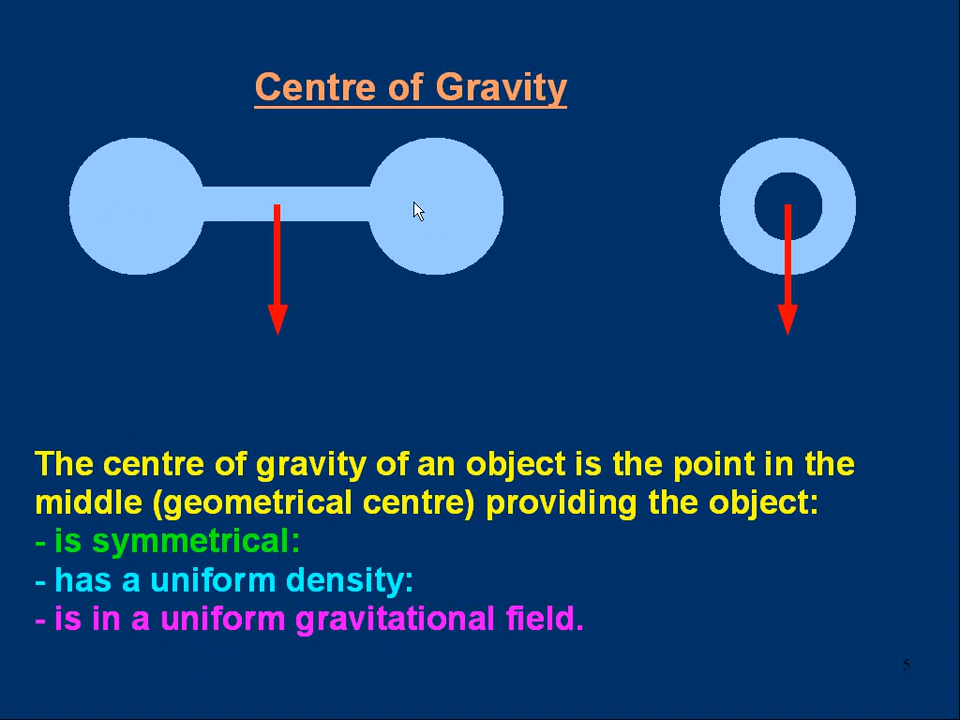 Centre of Gravity
The centre of gravity of an object is the point in the
middle (geometrical centre) providing the object:
- is symmetrical:
- has a uniform density:
- is in a uniform gravitational field.
5